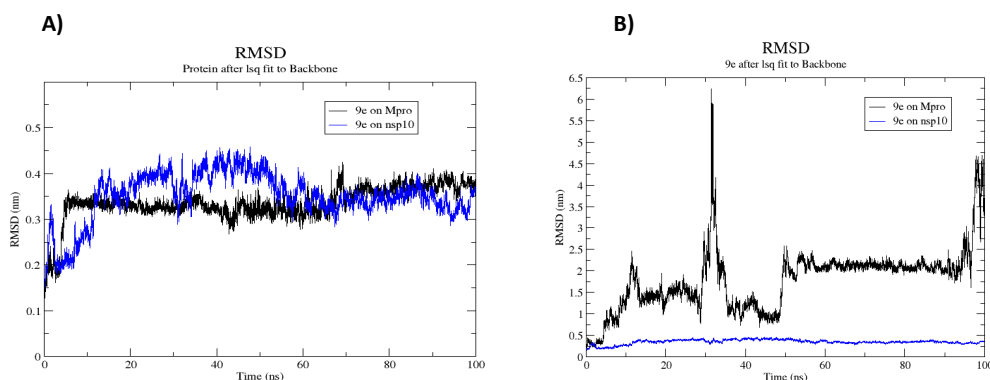 A)
RMSD
Protein after lsq fit to Backbone
9e on Mpro
9e on nsp10
0.5
0.4
0.3
0.2
0.1
0
RMSD (nm)
0 20 40 60 80 100
Time (ns)
B)
RMSD
9e after lsq fit to Backbone
9e on Mpro
9e on nsp10
6.5
6
5.5
5
4.5
4
3.5
3
2.5
2
1.5
1
0.5
0
RMSD (nm)
0 20 40 60 80 100
Time (ns)